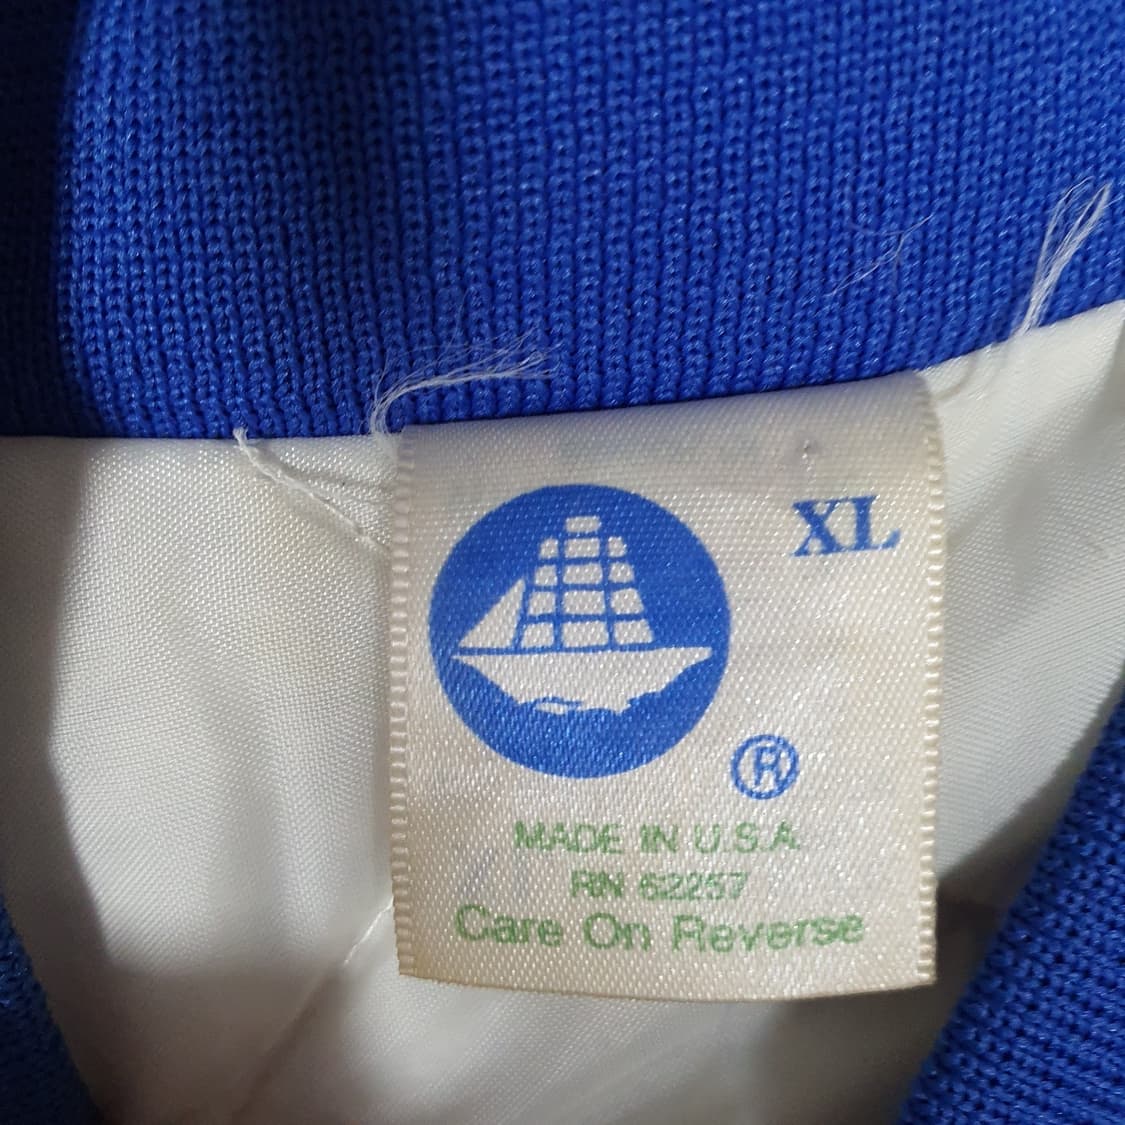 XL
®
MADE IN U.S.A
RN 62257
Care On Reverse